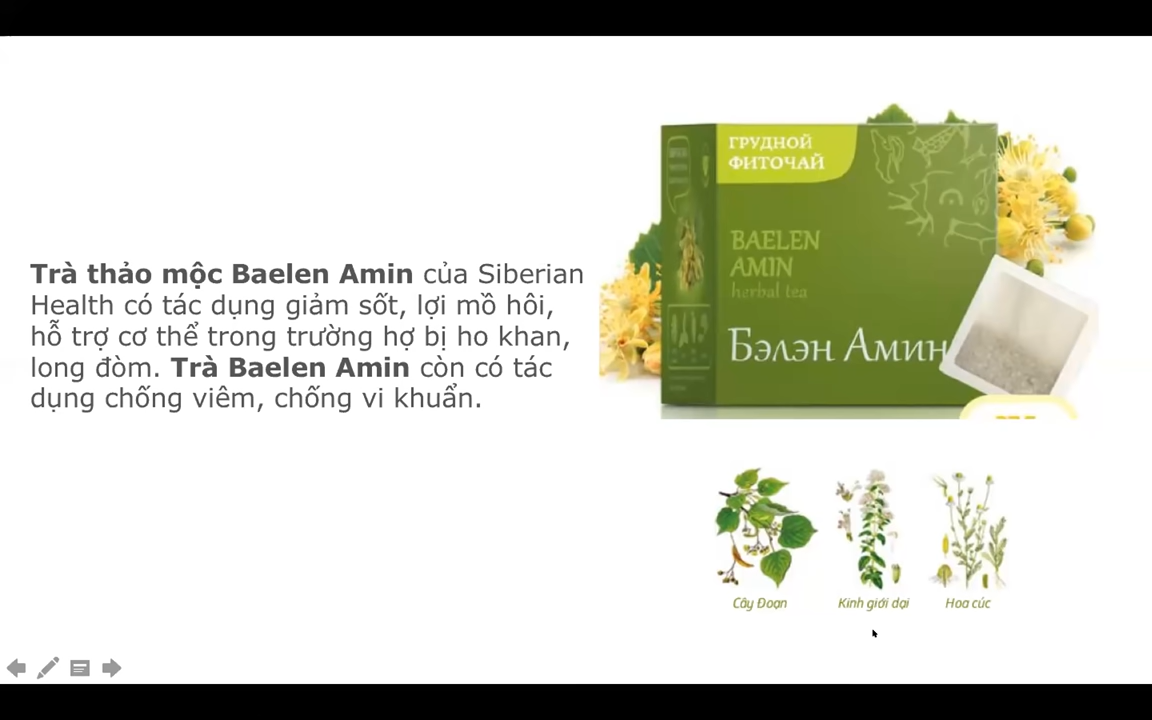 Trà thảo mộc Baelen Amin của Siberian
Health có tác dụng giảm sốt, lợi mồ hôi,
hỗ trợ cơ thể trong trường hợ bị ho khan,
long đòm. Trà Baelen Amin còn có tác
dụng chống viêm, chống vi khuẩn.
ГРУДНОЙ
ФИТОЧАЙ
BAELEN
AMIN
herbal tea
Бэлэн Амин
Cây Đoạn
Kinh giới dại
Hoa cúc